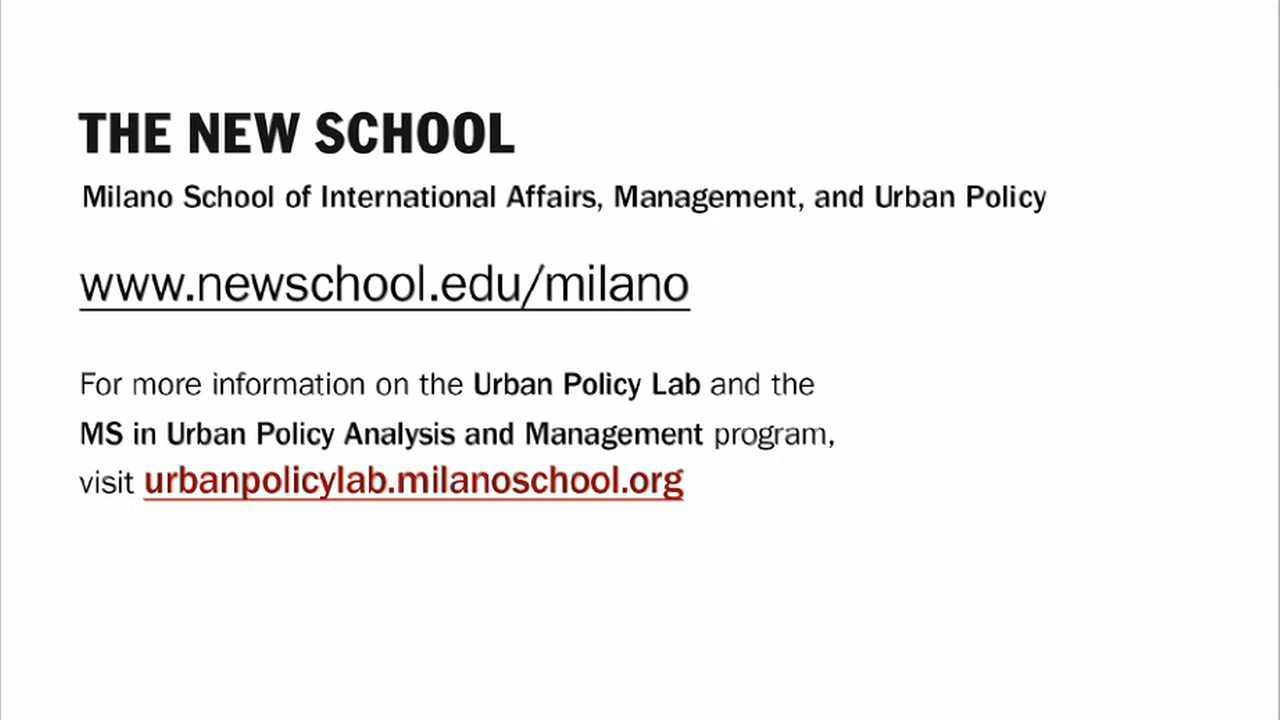 THE NEW SCHOOL
Milano School of International Affairs, Management, and Urban Policy
www.newschool.edu/milano
For more information on the Urban Policy Lab and the
MS in Urban Policy Analysis and Management program,
visit urbanpolicylab.milanoschool.org